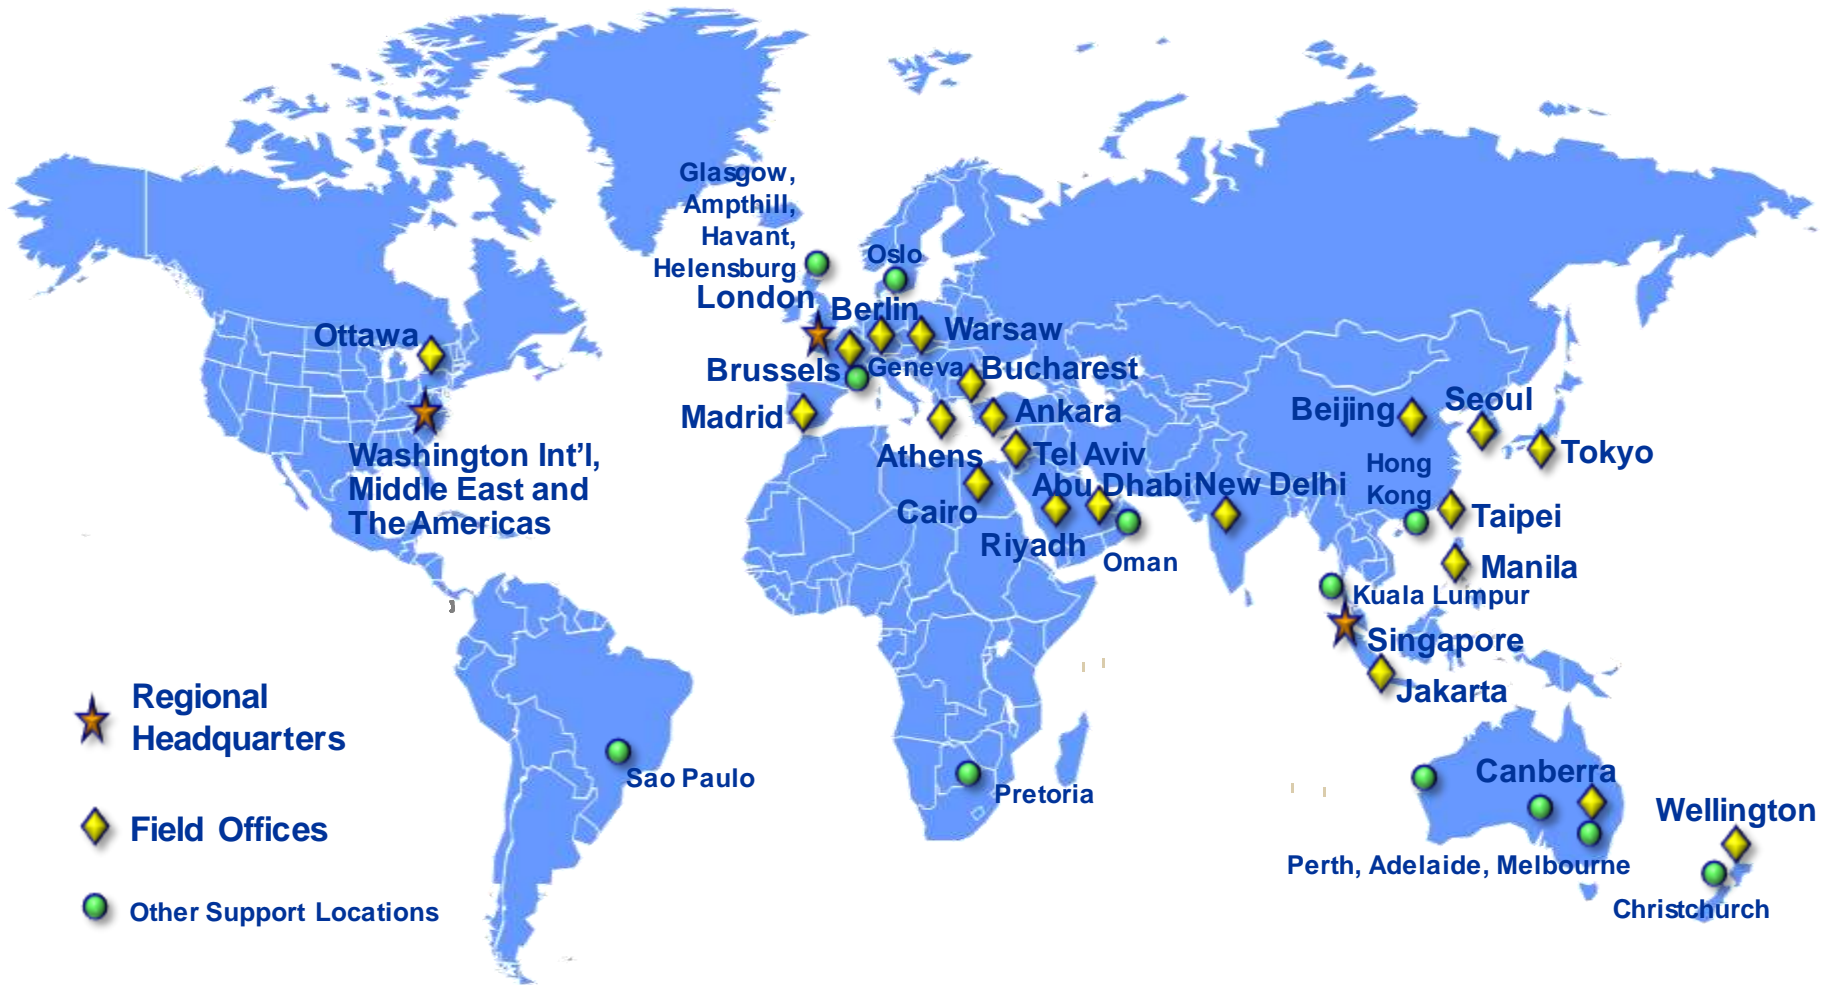 Glasgow,
Ampthill,
Havant,
Helensburg
London
Oslo
Berlin
Warsaw
Ottawa
Brussels
Geneva
Bucharest
Madrid
Ankara
Athens
Tel Aviv
Abu Dhabi
New Delhi
Cairo
Riyadh
Oman
Beijing
Seoul
Tokyo
Hong
Kong
Taipei
Manila
Kuala Lumpur
Singapore
Jakarta
Washington Int'l,
Middle East and
The Americas
Sao Paulo
Pretoria
Canberra
Wellington
Perth, Adelaide, Melbourne
Christchurch
Regional
Headquarters
Field Offices
Other Support Locations